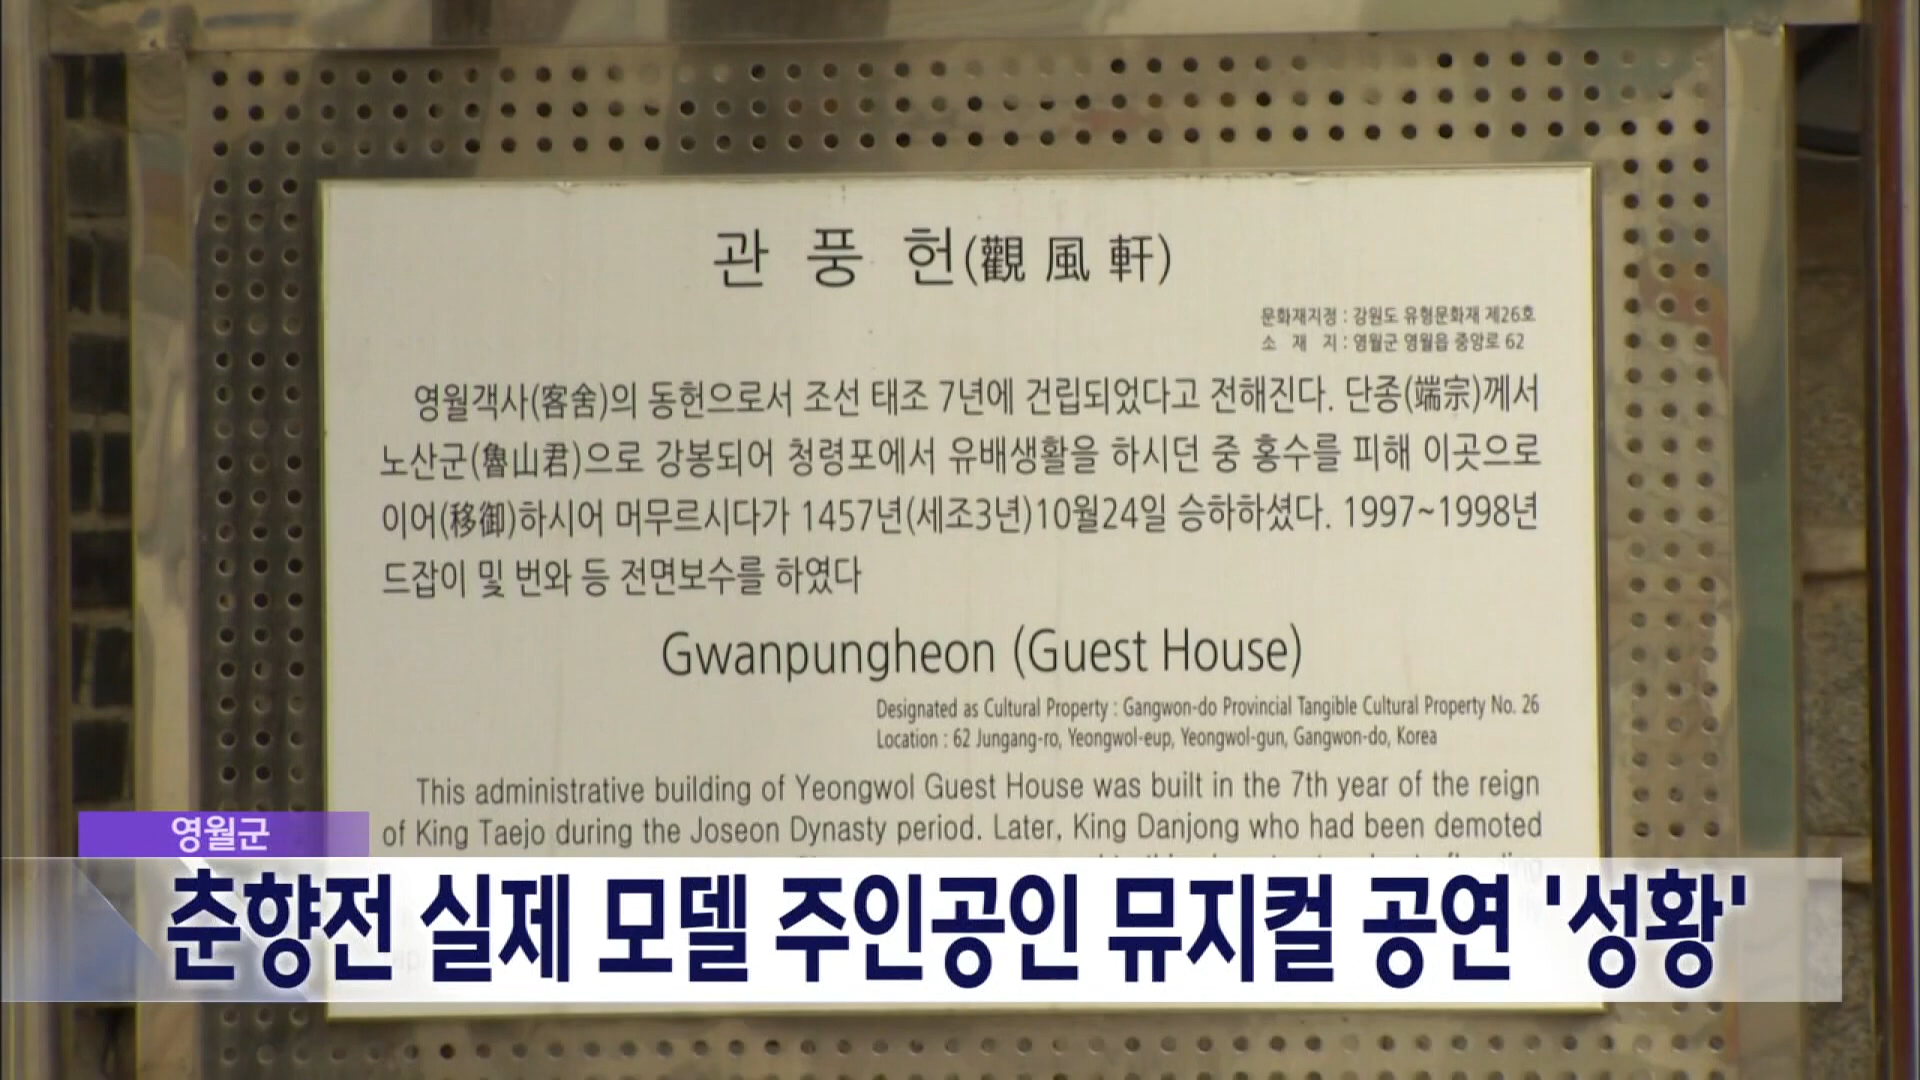 관 풍 헌(觀 風 軒)
문화재지정 : 강원도 유형문화재 제26호
소 재 지 : 영월군 영월읍 중앙로 62
영월객사(客舍)의 동헌으로서 조선 태조 7년에 건립되었다고 전해진다. 단종(端宗)께서
노산군(魯山君)으로 강봉되어 청령포에서 유배생활을 하시던 중 홍수를 피해 이곳으로
이어(移御)하시어 머무르시다가 1457년(세조3년)10월24일 승하하셨다. 1997~1998년
드잡이 및 번와 등 전면보수를 하였다
Gwanpungheon (Guest House)
Designated as Cultural Property : Gangwon-do Provincial Tangible Cultural Property No. 26
Location : 62 Jungang-ro, Yeongwol-eup, Yeongwol-gun, Gangwon-do, Korea
This administrative building of Yeongwol Guest House was built in the 7th year of the reign
of King Taejo during the Joseon Dynasty period. Later, King Danjong who had been demoted
영월군
춘향전 실제 모델 주인공인 뮤지컬 공연 '성황'